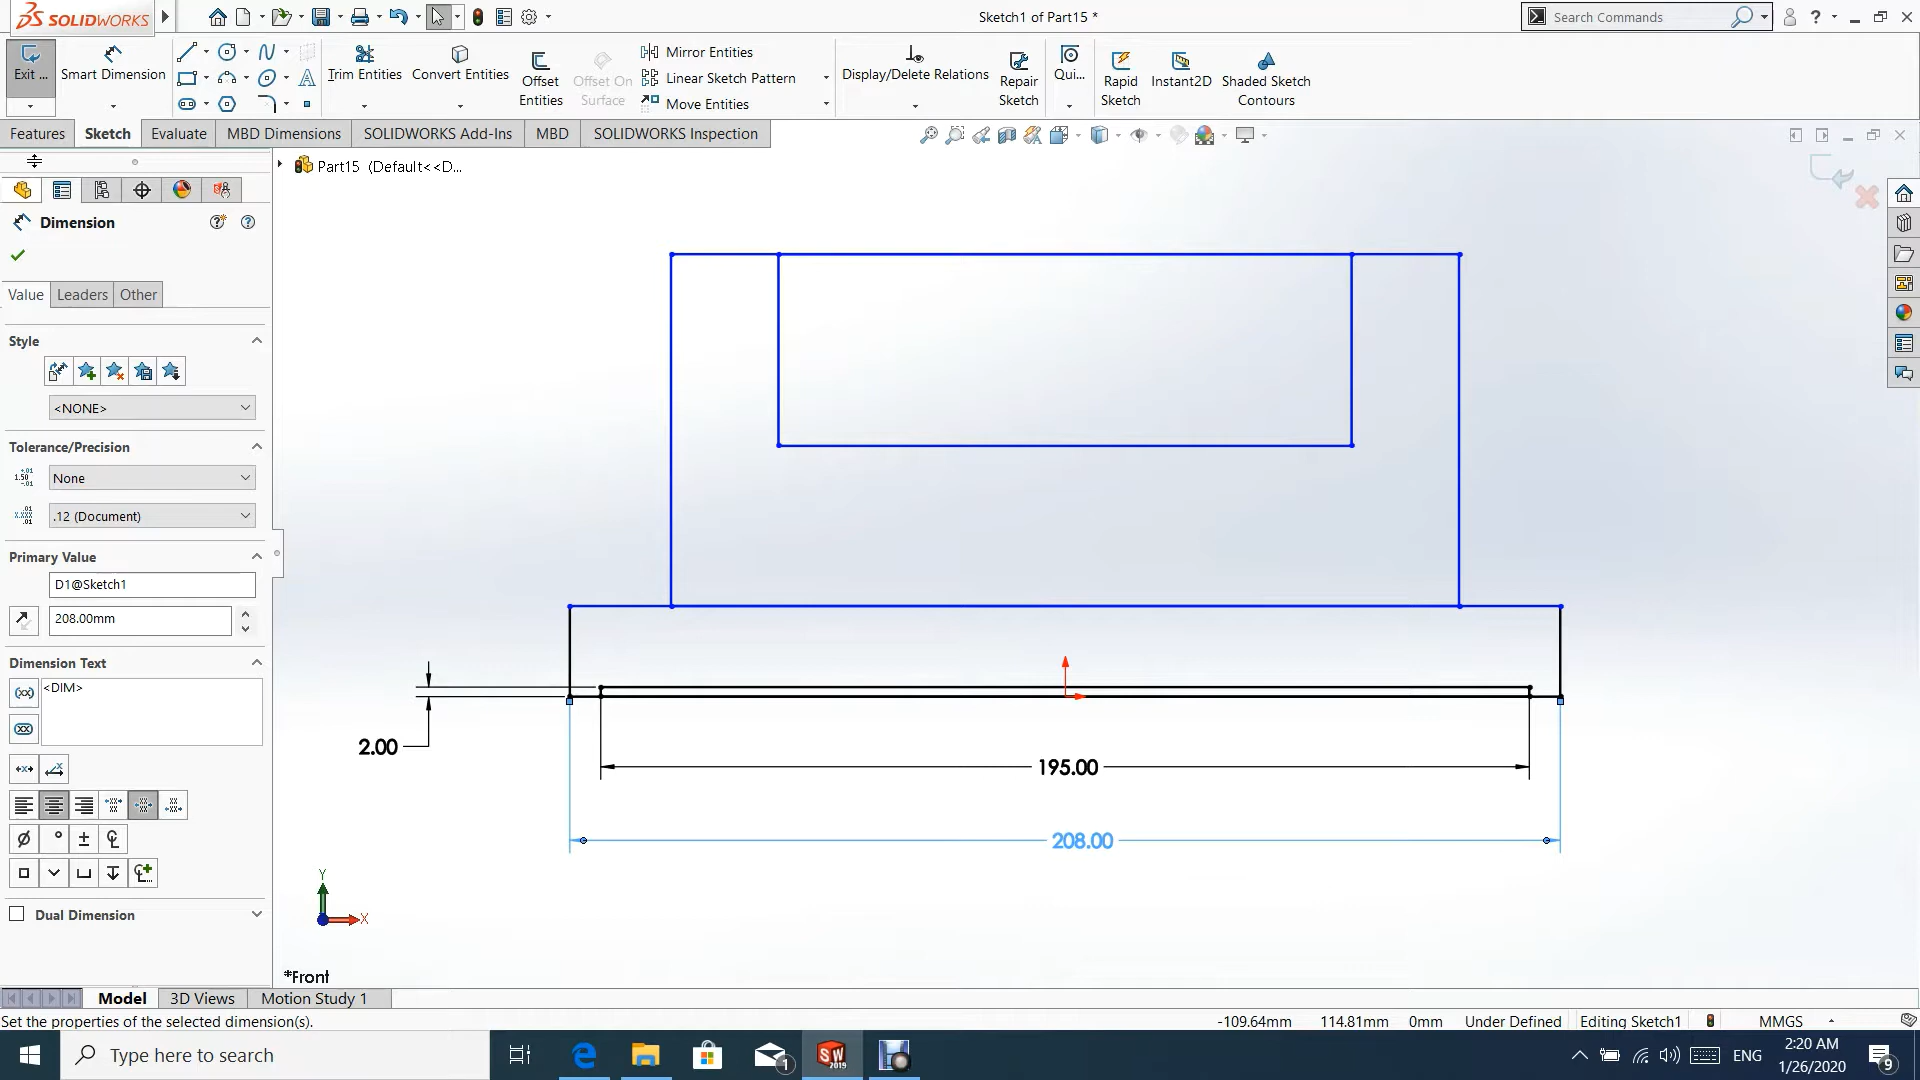 SOLIDWORKS
Sketch1 of Part15 *
Search Commands
Exit ...
Smart Dimension
Trim Entities
Convert Entities
Offset Entities
Offset On Surface
Mirror Entities
Linear Sketch Pattern
Move Entities
Display/Delete Relations
Repair Sketch
Qui...
Rapid Sketch
Instant2D
Shaded Sketch Contours
Features
Sketch
Evaluate
MBD Dimensions
SOLIDWORKS Add-Ins
MBD
SOLIDWORKS Inspection
Part15 (Default<<D...
Dimension
Value
Leaders
Other
Style
<NONE>
Tolerance/Precision
None
.12 (Document)
Primary Value
D1@Sketch1
208.00mm
Dimension Text
<DIM>
Dual Dimension
2.00
195.00
208.00
Y
X
*Front
Model
3D Views
Motion Study 1
Set the properties of the selected dimension(s).
-109.64mm
114.81mm
0mm
Under Defined
Editing Sketch1
MMGS
Type here to search
1
SW
2019
ENG
2:20 AM
1/26/2020
9